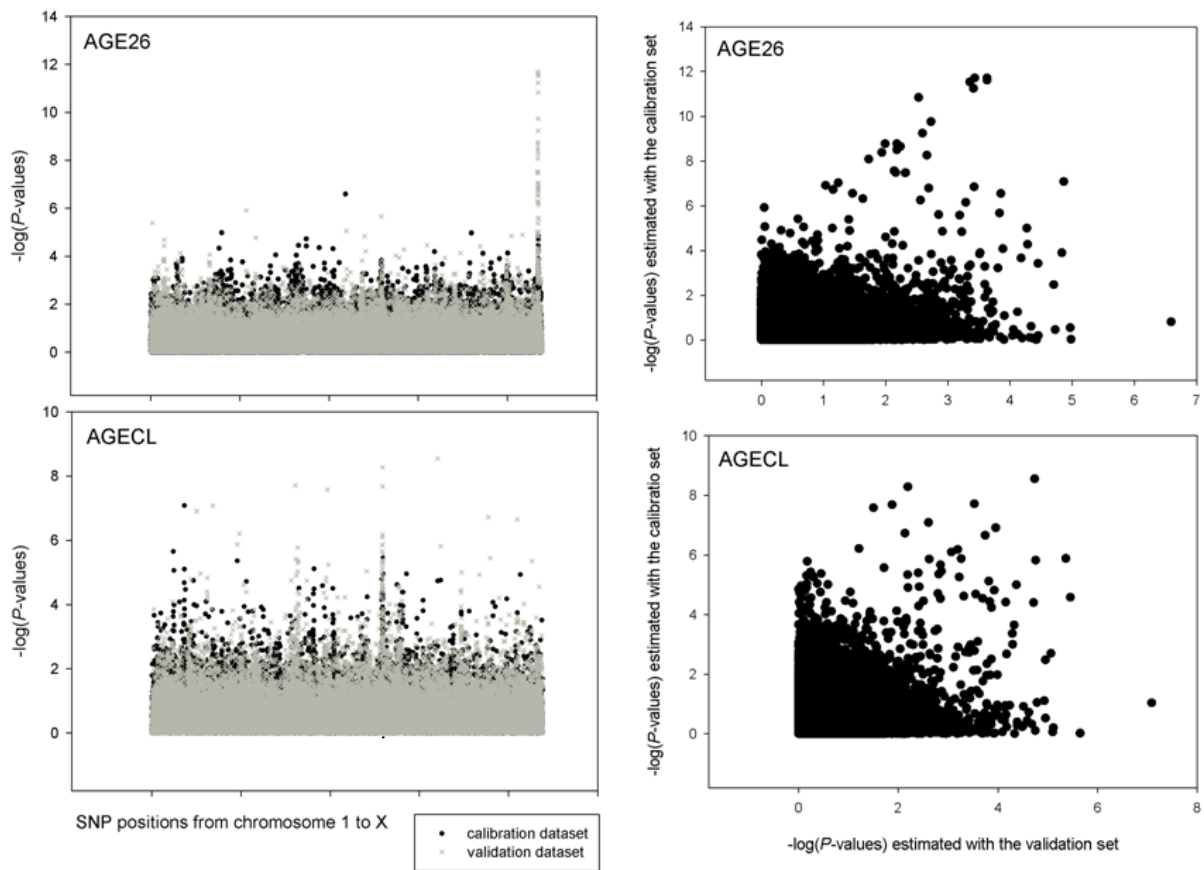 AGE26
-log(P-values)
14
12
10
8
6
4
2
0
AGE26
-log(P-values) estimated with the calibration set
14
12
10
8
6
4
2
0
0 1 2 3 4 5 6 7
AGECL
-log(P-values)
10
8
6
4
2
0
SNP positions from chromosome 1 to X
calibration dataset
validation dataset
AGECL
-log(P-values) estimated with the calibratio set
10
8
6
4
2
0
0 2 4 6 8
-log(P-values) estimated with the validation set